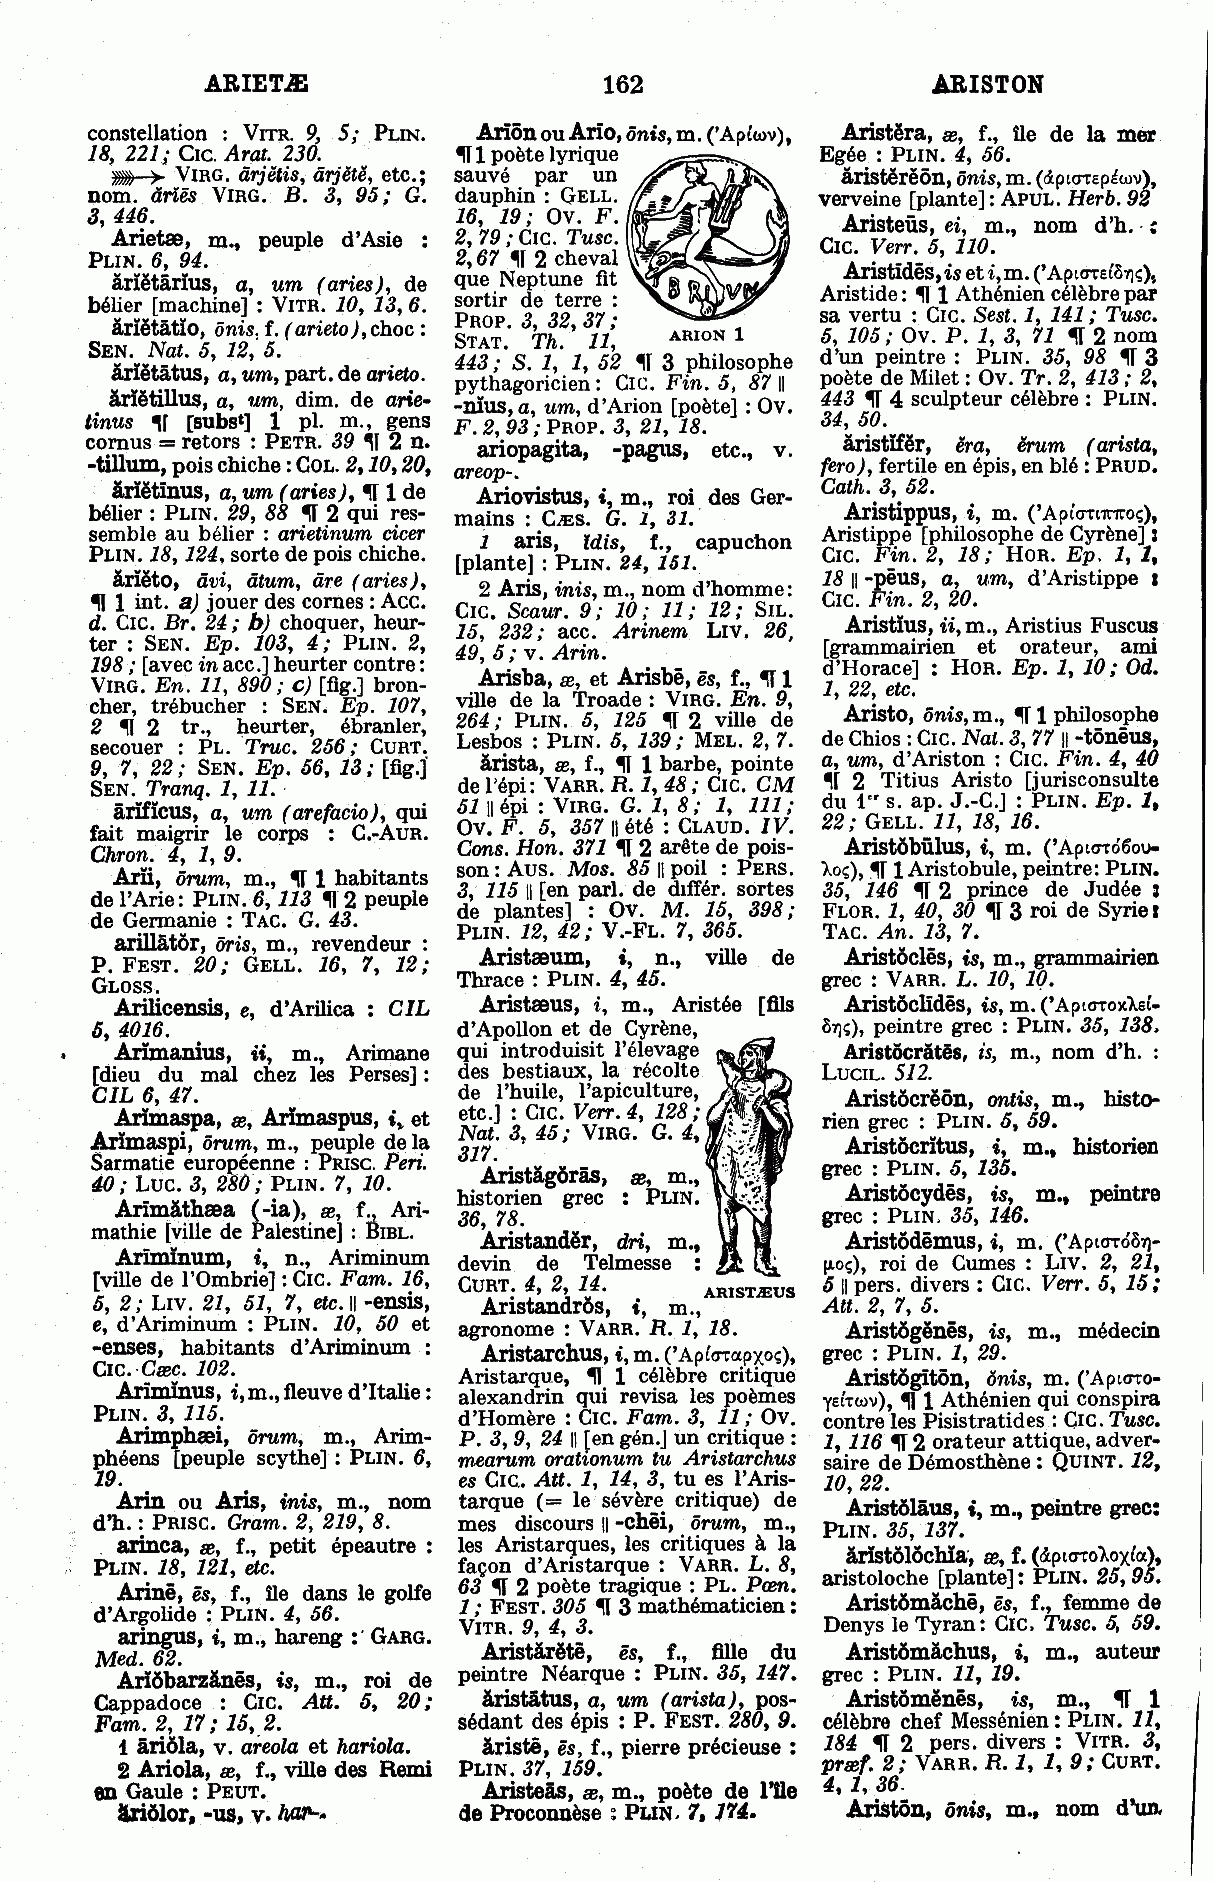 ARIETÆ
162
ARISTON
constellation : VITR. 9, 5; PLIN.
18, 221; CIC. Arat. 230.
VIRG. ārjĕtis, ārjĕtĕ, etc.;
nom. ărĭēs VIRG. B. 3, 95; G.
3, 446.
Arietæ, m., peuple d'Asie :
PLIN. 6, 94.
ărĭĕtārĭus, a, um (aries), de
bélier [machine] : VITR. 10, 13, 6.
ărĭĕtātĭo, ōnis, f. (arieto), choc :
SEN. Nat. 5, 12, 5.
ărĭĕtātus, a, um, part. de arieto.
ărĭĕtillus, a, um, dim. de arie-
tinus ¶ [subst] 1 pl. m., gens
cornus = retors : PETR. 39 ¶ 2 n.
-tillum, pois chiche : COL. 2, 10, 20,
ărĭĕtīnus, a, um (aries), ¶ 1 de
bélier : PLIN. 29, 88 ¶ 2 qui res-
semble au bélier : arietinum cicer
PLIN. 18, 124, sorte de pois chiche.
ărĭĕto, āvi, ātum, āre (aries),
¶ 1 int. a) jouer des cornes : ACC.
d. CIC. Br. 24; b) choquer, heur-
ter : SEN. Ep. 103, 4; PLIN. 2,
198; [avec in acc.] heurter contre :
VIRG. En. 11, 890; c) [fig.] bron-
cher, trébucher : SEN. Ep. 107,
2 ¶ 2 tr., heurter, ébranler,
secouer : PL. Truc. 256; CURT.
9, 7, 22; SEN. Ep. 56, 13; [fig.]
SEN. Tranq. 1, 11.
ārĭfĭcus, a, um (arefacio), qui
fait maigrir le corps : C.-AUR.
Chron. 4, 1, 9.
Arĭi, ōrum, m., ¶ 1 habitants
de l'Arie : PLIN. 6, 113 ¶ 2 peuple
de Germanie : TAC. G. 43.
arillātŏr, ōris, m., revendeur :
P. FEST. 20; GELL. 16, 7, 12;
GLOSS.
Arilicensis, e, d'Arilica : CIL
5, 4016.
Arĭmanius, ii, m., Arimane
[dieu du mal chez les Perses] :
CIL 6, 47.
Arĭmaspa, æ, Arĭmaspus, i, et
Arĭmaspi, ōrum, m., peuple de la
Sarmatie européenne : PRISC. Peri.
40; LUC. 3, 280; PLIN. 7, 10.
Arīmăthæa (-ia), æ, f., Ari-
mathie [ville de Palestine] : BIBL.
Arīmĭnum, i, n., Ariminum
[ville de l'Ombrie] : CIC. Fam. 16,
5, 2; LIV. 21, 51, 7, etc. || -ensis,
e, d'Ariminum : PLIN. 10, 50 et
-enses, habitants d'Ariminum :
CIC. Cæc. 102.
Arīmĭnus, i, m., fleuve d'Italie :
PLIN. 3, 115.
Arimphæi, ōrum, m., Arim-
phéens [peuple scythe] : PLIN. 6,
19.
Arin ou Aris, inis, m., nom
d'h. : PRISC. Gram. 2, 219, 8.
arinca, æ, f., petit épeautre :
PLIN. 18, 121, etc.
Arinē, ēs, f., île dans le golfe
d'Argolide : PLIN. 4, 56.
aringus, i, m., hareng : GARG.
Med. 62.
Arĭŏbarzānēs, is, m., roi de
Cappadoce : CIC. Att. 5, 20;
Fam. 2, 17; 15, 2.
1 āriŏla, v. areola et hariola.
2 Ariola, æ, f., ville des Remi
en Gaule : PEUT.
ărĭŏlor, -us, v. har-.
Arīōn ou Arīo, ōnis, m. (Ἀρίων),
¶ 1 poète lyrique
sauvé par un
dauphin : GELL.
16, 19; OV. F.
2, 79; CIC. Tusc.
2, 67 ¶ 2 cheval
que Neptune fit
sortir de terre :
PROP. 3, 32, 37;
STAT. Th. 11,
BRIVN
ARION 1
443; S. 1, 1, 52 ¶ 3 philosophe
pythagoricien : CIC. Fin. 5, 87 ||
-nĭus, a, um, d'Arion [poète] : OV.
F. 2, 93; PROP. 3, 21, 18.
ariopagita, -pagus, etc., v.
areop-.
Ariovistus, i, m., roi des Ger-
mains : CÆS. G. 1, 31.
1 aris, ĭdis, f., capuchon
[plante] : PLIN. 24, 151.
2 Aris, inis, m., nom d'homme :
CIC. Scaur. 9; 10; 11; 12; SIL.
15, 232; acc. Arinem LIV. 26,
49, 5; v. Arin.
Arisba, æ, et Arisbē, ēs, f., ¶ 1
ville de la Troade : VIRG. En. 9,
264; PLIN. 5, 125 ¶ 2 ville de
Lesbos : PLIN. 5, 139; MEL. 2, 7.
ărista, æ, f., ¶ 1 barbe, pointe
de l'épi : VARR. R. 1, 48; CIC. CM
51 || épi : VIRG. G. 1, 8; 1, 111;
OV. F. 5, 357 || été : CLAUD. IV.
Cons. Hon. 371 ¶ 2 arête de pois-
son : AUS. Mos. 85 || poil : PERS.
3, 115 || [en parl. de différ. sortes
de plantes] : OV. M. 15, 398;
PLIN. 12, 42; V.-FL. 7, 365.
Aristæum, i, n., ville de
Thrace : PLIN. 4, 45.
Aristæus, i, m., Aristée [fils
d'Apollon et de Cyrène,
qui introduisit l'élevage
des bestiaux, la récolte
de l'huile, l'apiculture,
etc.] : CIC. Verr. 4, 128;
Nat. 3, 45; VIRG. G. 4,
317.
Aristāgŏrās, æ, m.,
historien grec : PLIN.
36, 78.
Aristandĕr, dri, m.,
devin de Telmesse :
CURT. 4, 2, 14.
ARISTÆUS
Aristandrŏs, i, m.,
agronome : VARR. R. 1, 18.
Aristarchus, i, m. (Ἀρίσταρχος),
Aristarque, ¶ 1 célèbre critique
alexandrin qui revisa les poèmes
d'Homère : CIC. Fam. 3, 11; OV.
P. 3, 9, 24 || [en gén.] un critique :
mearum orationum tu Aristarchus
es CIC. Att. 1, 14, 3, tu es l'Aris-
tarque (= le sévère critique) de
mes discours || -chēi, ōrum, m.,
les Aristarques, les critiques à la
façon d'Aristarque : VARR. L. 8,
63 ¶ 2 poète tragique : PL. Pœn.
1; FEST. 305 ¶ 3 mathématicien :
VITR. 9, 4, 3.
Aristărĕtē, ēs, f., fille du
peintre Néarque : PLIN. 35, 147.
ăristātus, a, um (arista), pos-
sédant des épis : P. FEST. 280, 9.
ăristē, ēs, f., pierre précieuse :
PLIN. 37, 159.
Aristeās, æ, m., poète de l'île
de Proconnèse : PLIN. 7, 174.
Aristĕra, æ, f., île de la mer
Egée : PLIN. 4, 56.
ăristĕrĕōn, ōnis, m. (ἀριστερέων),
verveine [plante] : APUL. Herb. 92
Aristeūs, ei, m., nom d'h. :
CIC. Verr. 5, 110.
Aristīdēs, is et i, m. (Ἀριστείδης),
Aristide : ¶ 1 Athénien célèbre par
sa vertu : CIC. Sest. 1, 141; Tusc.
5, 105; OV. P. 1, 3, 71 ¶ 2 nom
d'un peintre : PLIN. 35, 98 ¶ 3
poète de Milet : OV. Tr. 2, 413; 2,
443 ¶ 4 sculpteur célèbre : PLIN.
34, 50.
ăristĭfĕr, ĕra, ĕrum (arista,
fero), fertile en épis, en blé : PRUD.
Cath. 3, 52.
Aristippus, i, m. (Ἀρίστιππος),
Aristippe [philosophe de Cyrène] :
CIC. Fin. 2, 18; HOR. Ep. 1, 1,
18 || -pēus, a, um, d'Aristippe :
CIC. Fin. 2, 20.
Aristĭus, ii, m., Aristius Fuscus
[grammairien et orateur, ami
d'Horace] : HOR. Ep. 1, 10; Od.
1, 22, etc.
Aristo, ōnis, m., ¶ 1 philosophe
de Chios : CIC. Nat. 3, 77 || -tōnēus,
a, um, d'Ariston : CIC. Fin. 4, 40
¶ 2 Titius Aristo [jurisconsulte
du 1er s. ap. J.-C.] : PLIN. Ep. 1,
22; GELL. 11, 18, 16.
Aristŏbūlus, i, m. (Ἀριστόβου-
λος), ¶ 1 Aristobule, peintre : PLIN.
35, 146 ¶ 2 prince de Judée :
FLOR. 1, 40, 30 ¶ 3 roi de Syrie :
TAC. An. 13, 7.
Aristŏclēs, is, m., grammairien
grec : VARR. L. 10, 10.
Aristŏclīdēs, is, m. (Ἀριστοκλεί-
δης), peintre grec : PLIN. 35, 138.
Aristŏcrătēs, is, m., nom d'h. :
LUCIL. 512.
Aristŏcrĕōn, ontis, m., histo-
rien grec : PLIN. 5, 59.
Aristŏcrĭtus, i, m., historien
grec : PLIN. 5, 135.
Aristŏcydēs, is, m., peintre
grec : PLIN. 35, 146.
Aristŏdēmus, i, m. (Ἀριστόδη-
μος), roi de Cumes : LIV. 2, 21,
5 || pers. divers : CIC. Verr. 5, 15;
Att. 2, 7, 5.
Aristŏgĕnēs, is, m., médecin
grec : PLIN. 1, 29.
Aristŏgītōn, ōnis, m. (Ἀριστο-
γείτων), ¶ 1 Athénien qui conspira
contre les Pisistratides : CIC. Tusc.
1, 116 ¶ 2 orateur attique, adver-
saire de Démosthène : QUINT. 12,
10, 22.
Aristŏlāus, i, m., peintre grec :
PLIN. 35, 137.
ăristŏlŏchĭa, æ, f. (ἀριστολοχία),
aristoloche [plante] : PLIN. 25, 95.
Aristŏmăchē, ēs, f., femme de
Denys le Tyran : CIC. Tusc. 5, 59.
Aristŏmăchus, i, m., auteur
grec : PLIN. 11, 19.
Aristŏmĕnēs, is, m., ¶ 1
célèbre chef Messénien : PLIN. 11,
184 ¶ 2 pers. divers : VITR. 3,
præf. 2; VARR. R. 1, 1, 9; CURT.
4, 1, 36.
Aristōn, ōnis, m., nom d'un